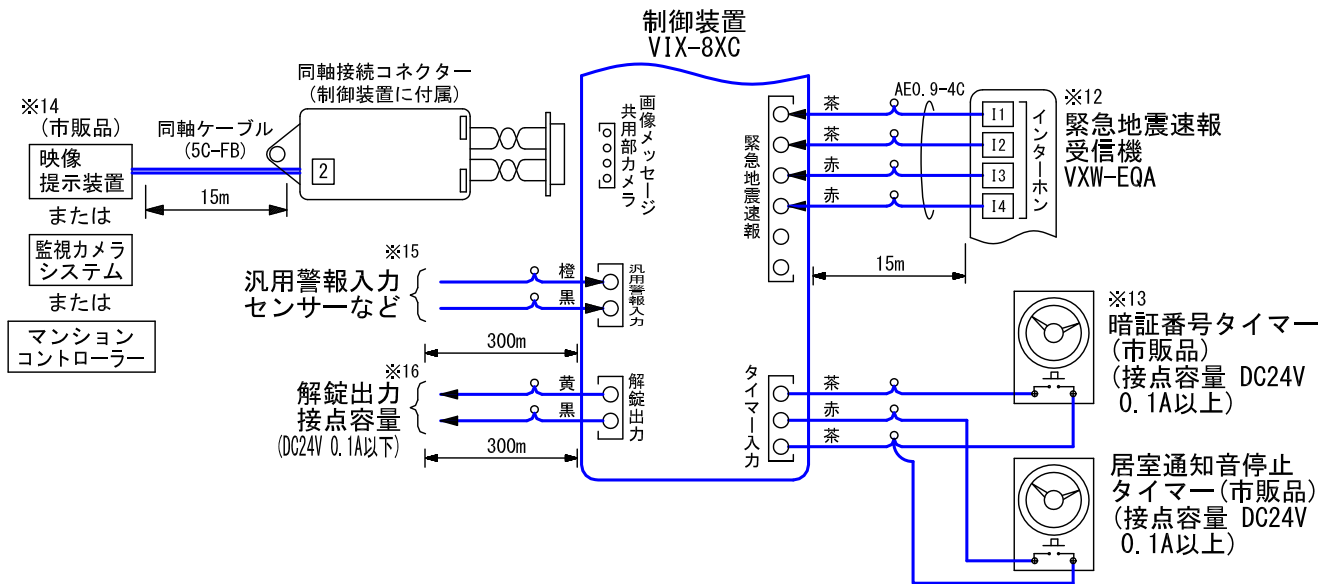 制御装置
VIX-8XC
同軸接続コネクター
(制御装置に付属)
※14
(市販品)
映像
提示装置
または
監視カメラ
システム
または
マンション
コントローラー
同軸ケーブル
(5C-FB)
15m
2
画像メッセージ
共用部カメラ
緊急地震速報
茶
茶
赤
赤
AE0.9-4C
I1
I2
I3
I4
インターホン
※12
緊急地震速報
受信機
VXW-EQA
15m
※15
汎用警報入力
センサーなど
橙
黒
汎用警報入力
300m
※16
解錠出力
接点容量
(DC24V 0.1A以下)
黄
黒
解錠出力
300m
タイマー入力
茶
赤
茶
※13
暗証番号タイマー
(市販品)
(接点容量 DC24V
0.1A以上)
居室通知音停止
タイマー(市販品)
(接点容量 DC24V
0.1A以上)